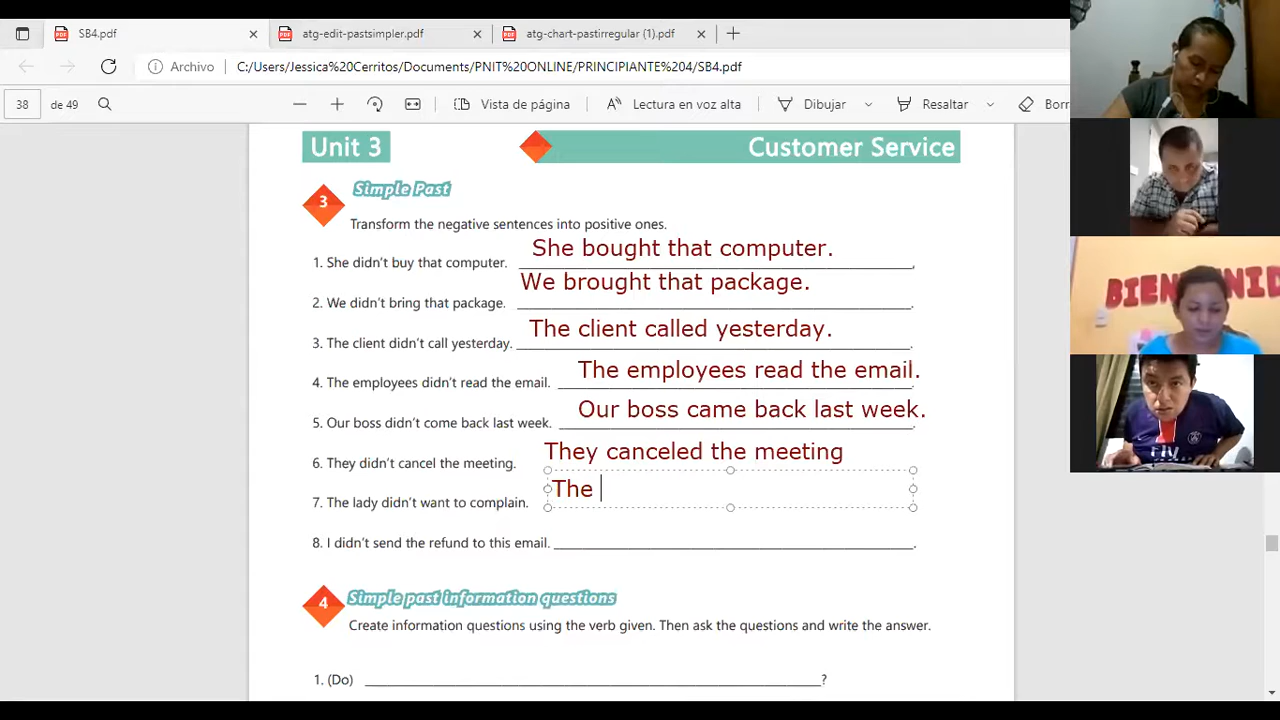 SB4.pdf
atg-edit-pastsimpler.pdf
atg-chart-pastirregular (1).pdf
Archivo C:/Users/Jessica%20Cerritos/Documents/PNIT%20ONLINE/PRINCIPIANTE%204/SB4.pdf
38 de 49 Vista de página Lectura en voz alta Dibujar Resaltar Borr
Unit 3 Customer Service
3 Simple Past
Transform the negative sentences into positive ones.
She bought that computer.
1. She didn't buy that computer. ,
We brought that package.
2. We didn't bring that package. .
The client called yesterday.
3. The client didn't call yesterday. .
The employees read the email.
4. The employees didn't read the email. .
Our boss came back last week.
5. Our boss didn't come back last week. .
They canceled the meeting
6. They didn't cancel the meeting.
The
7. The lady didn't want to complain.
8. I didn't send the refund to this email. .
4 Simple past information questions
Create information questions using the verb given. Then ask the questions and write the answer.
1. (Do) ?
BIENVENID